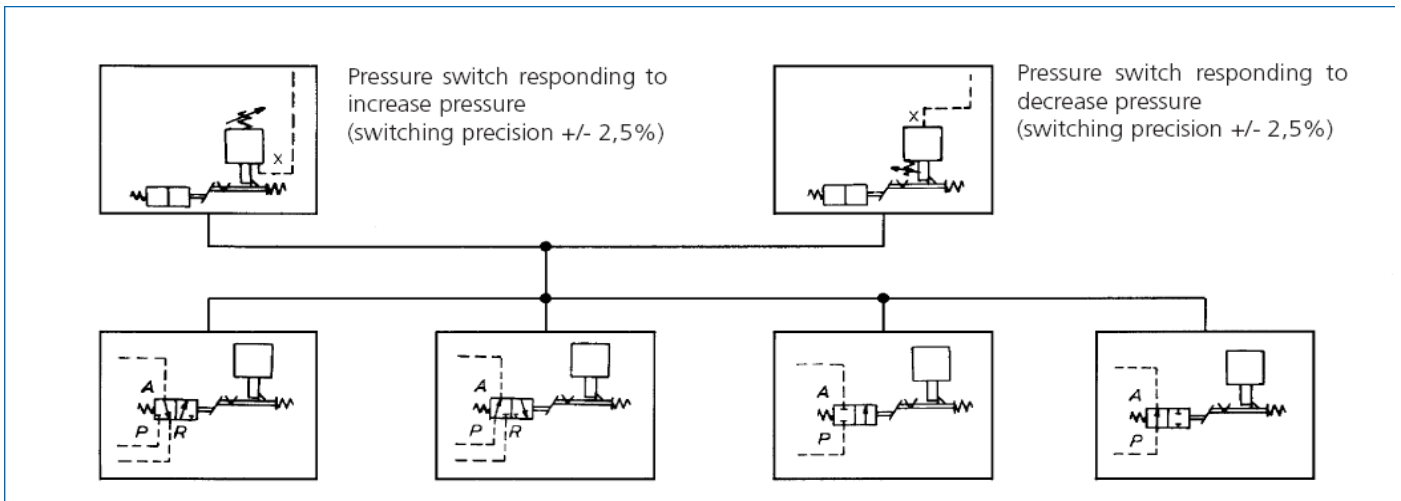 Pressure switch responding to
increase pressure
(switching precision +/- 2,5%)
X
Pressure switch responding to
decrease pressure
(switching precision +/- 2,5%)
X
A
P R
A
P R
A
P
A
P